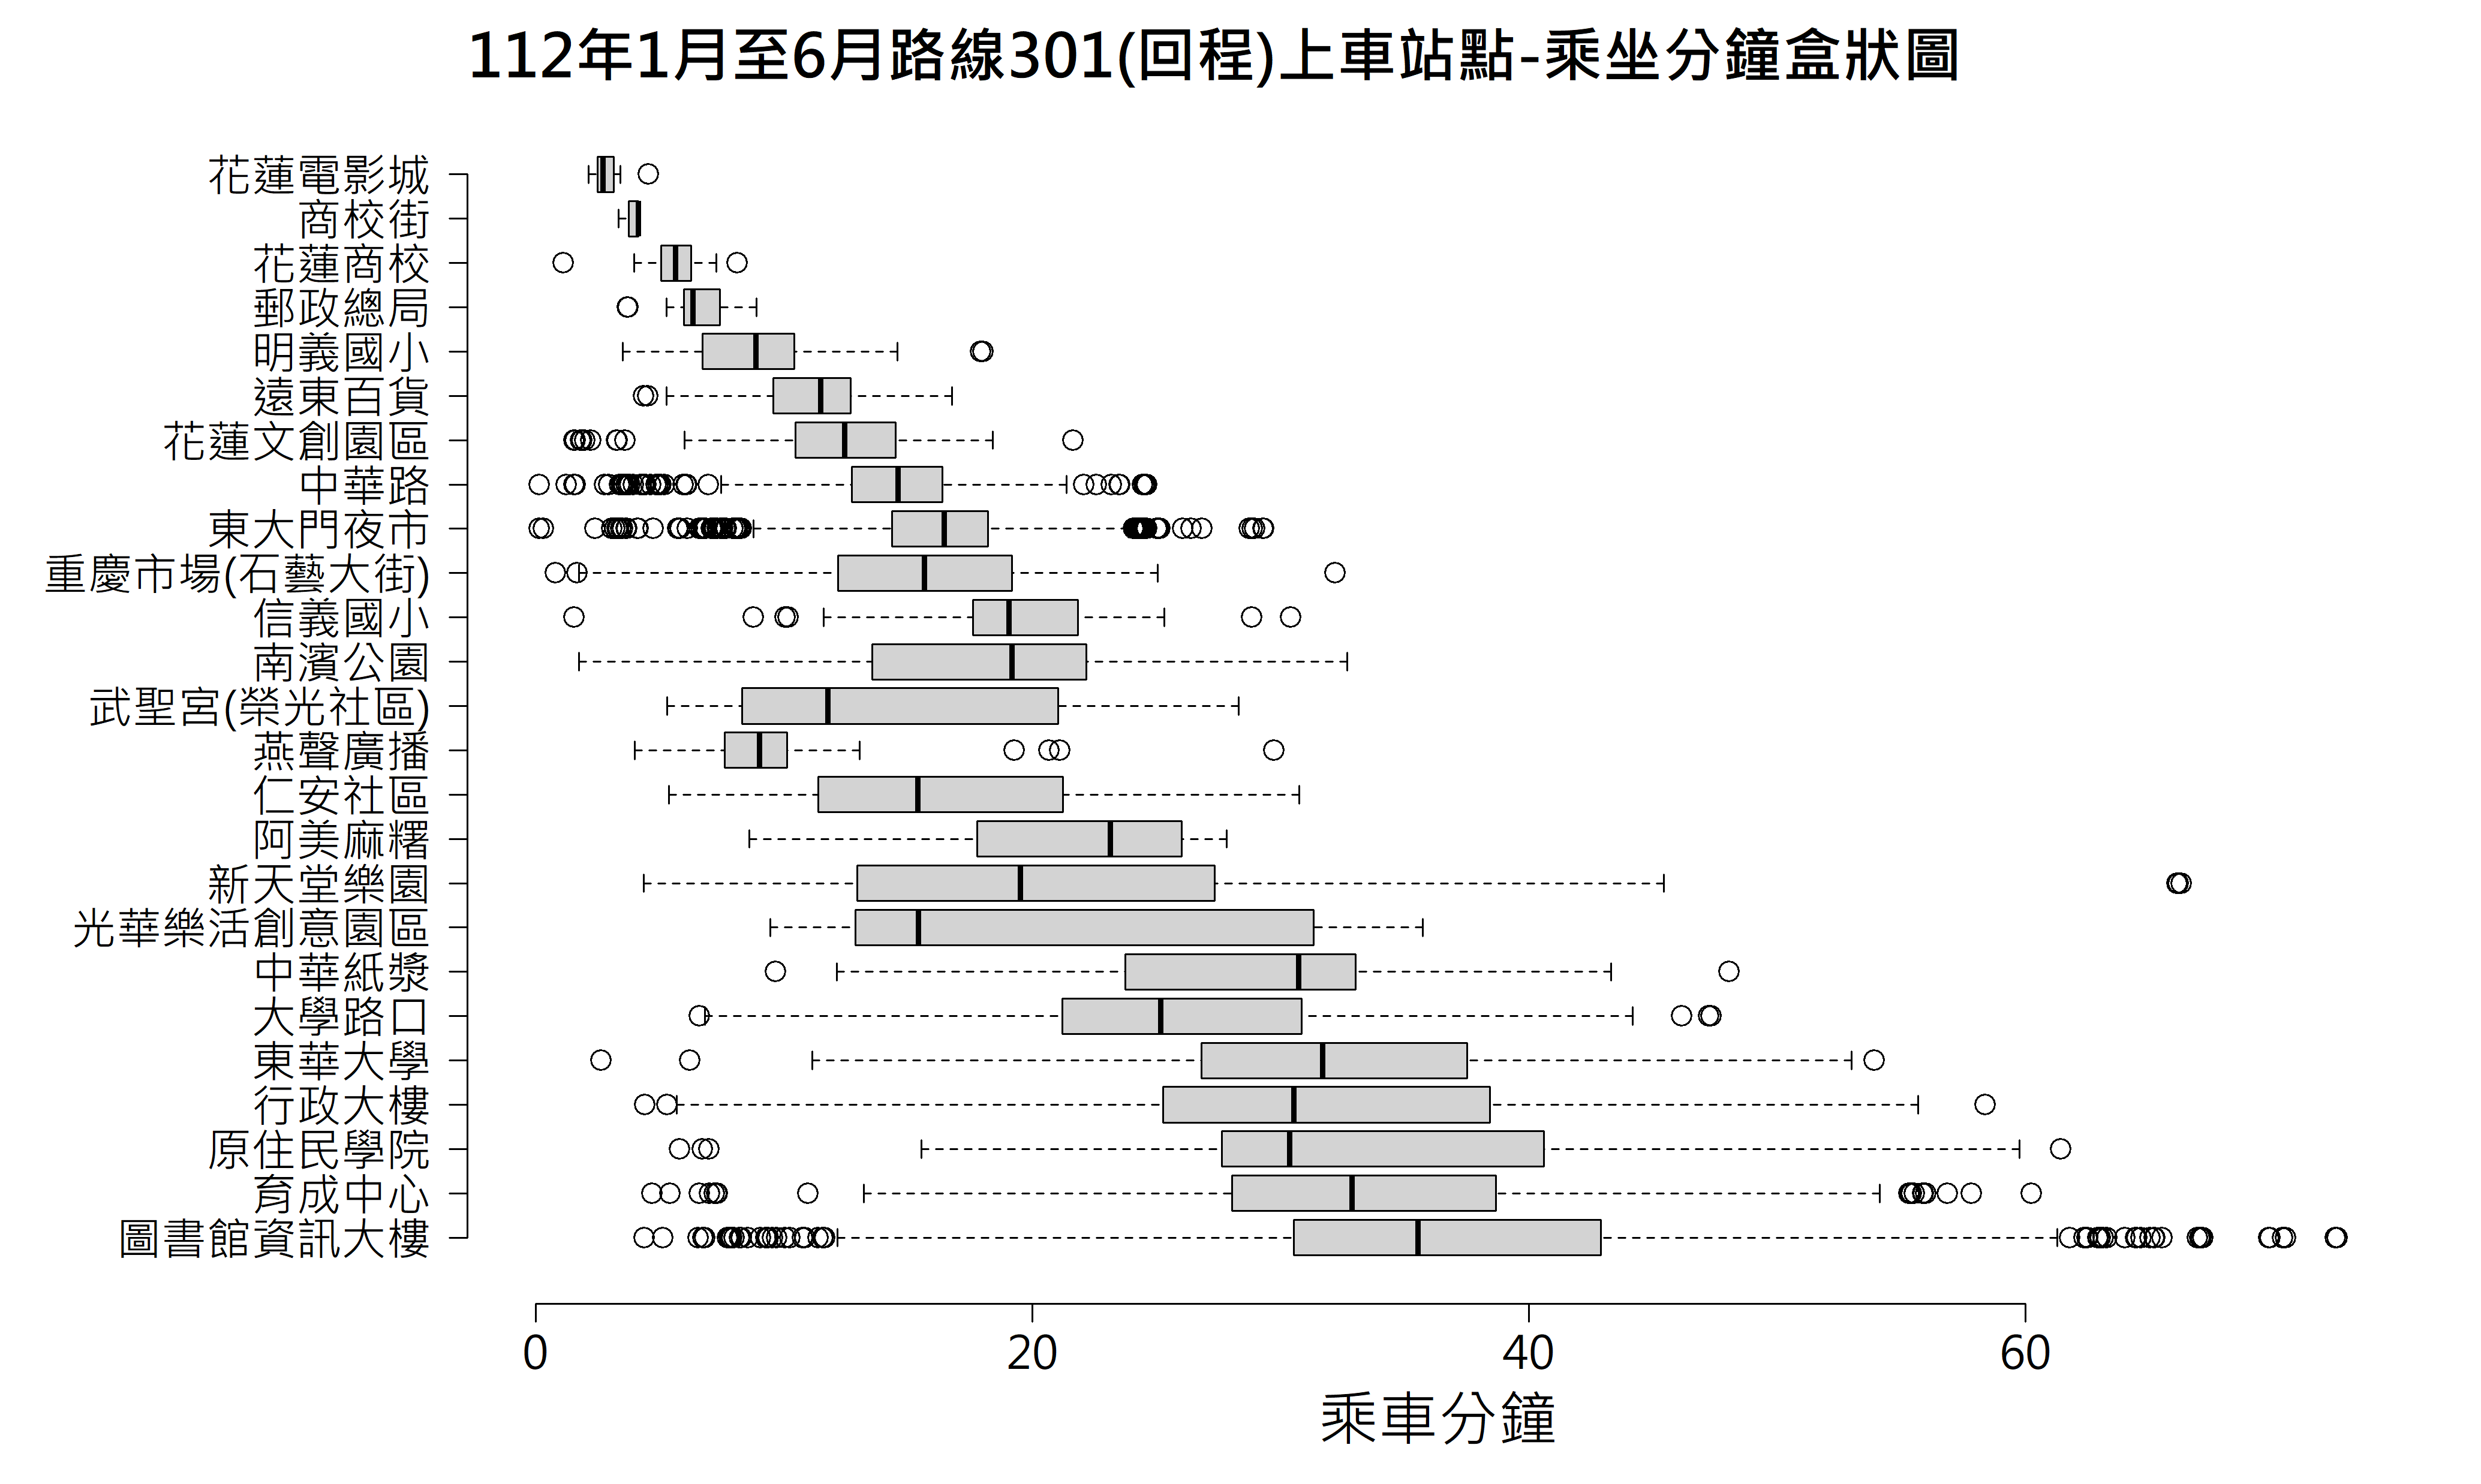 112年1月至6月路線301(回程)上車站點-乘坐分鐘盒狀圖
花蓮電影城
商校街
花蓮商校
郵政總局
明義國小
遠東百貨
花蓮文創園區
中華路
東大門夜市
重慶市場(石藝大街)
信義國小
南濱公園
武聖宮(榮光社區)
燕聲廣播
仁安社區
阿美麻糬
新天堂樂園
光華樂活創意園區
中華紙漿
大學路口
東華大學
行政大樓
原住民學院
育成中心
圖書館資訊大樓
0 20 40 60
乘車分鐘